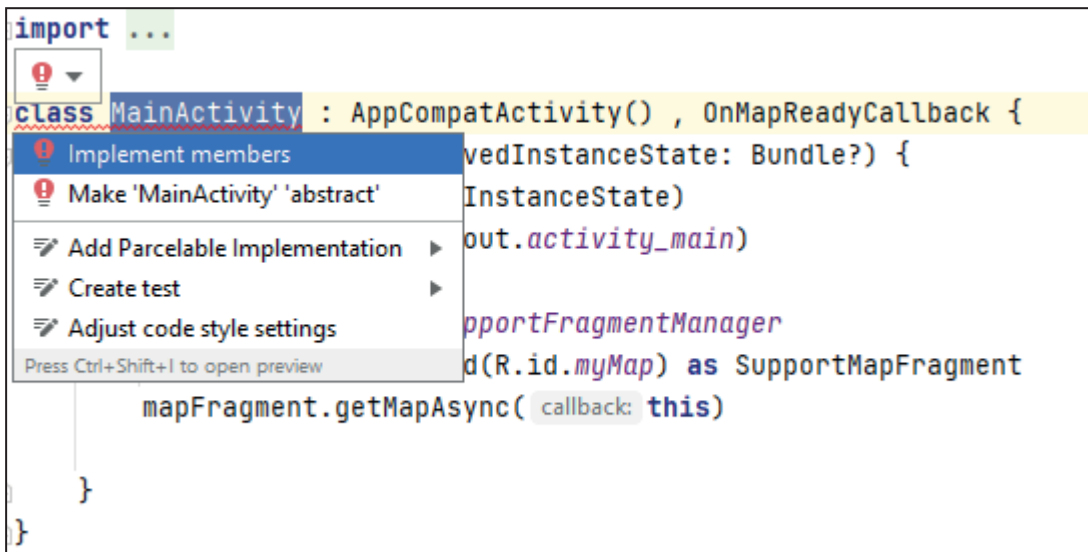 import ...
class MainActivity : AppCompatActivity() , OnMapReadyCallback {
Implement members
vedInstanceState: Bundle?) {
Make 'MainActivity' 'abstract'
InstanceState)
Add Parcelable Implementation
out.activity_main)
Create test
Adjust code style settings
pportFragmentManager
Press Ctrl+Shift+I to open preview
d(R.id.myMap) as SupportMapFragment
mapFragment.getMapAsync( callback: this)
}
}